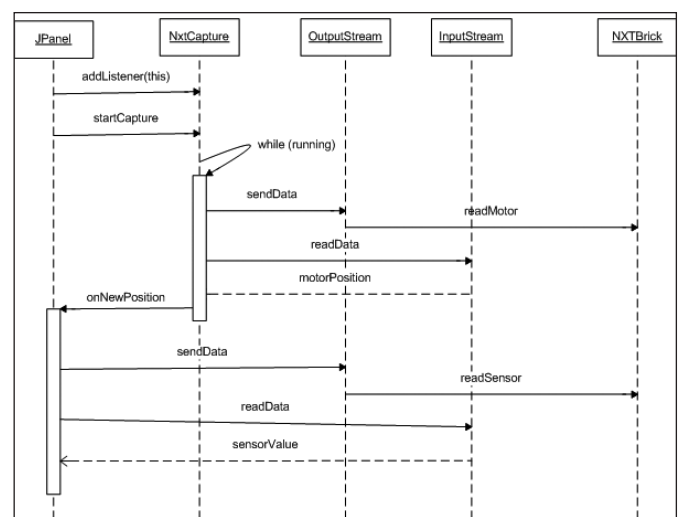 JPanel
NxtCapture
OutputStream
InputStream
NXTBrick
addListener(this)
startCapture
while (running)
sendData
readMotor
readData
motorPosition
onNewPosition
sendData
readSensor
readData
sensorValue